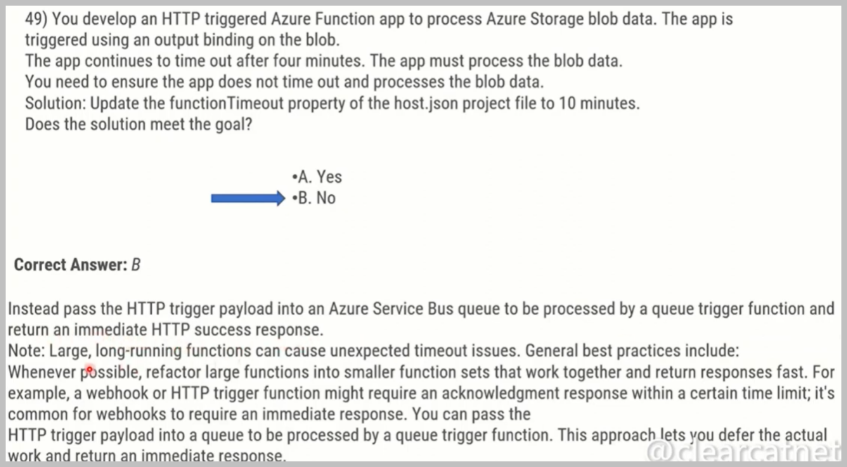 49) You develop an HTTP triggered Azure Function app to process Azure Storage blob data. The app is
triggered using an output binding on the blob.
The app continues to time out after four minutes. The app must process the blob data.
You need to ensure the app does not time out and processes the blob data.
Solution: Update the functionTimeout property of the host.json project file to 10 minutes.
Does the solution meet the goal?
•A. Yes
•B. No
Correct Answer: B
Instead pass the HTTP trigger payload into an Azure Service Bus queue to be processed by a queue trigger function and
return an immediate HTTP success response.
Note: Large, long-running functions can cause unexpected timeout issues. General best practices include:
Whenever possible, refactor large functions into smaller function sets that work together and return responses fast. For
example, a webhook or HTTP trigger function might require an acknowledgment response within a certain time limit; it's
common for webhooks to require an immediate response. You can pass the
HTTP trigger payload into a queue to be processed by a queue trigger function. This approach lets you defer the actual
work and return an immediate response.
@clearcatnet